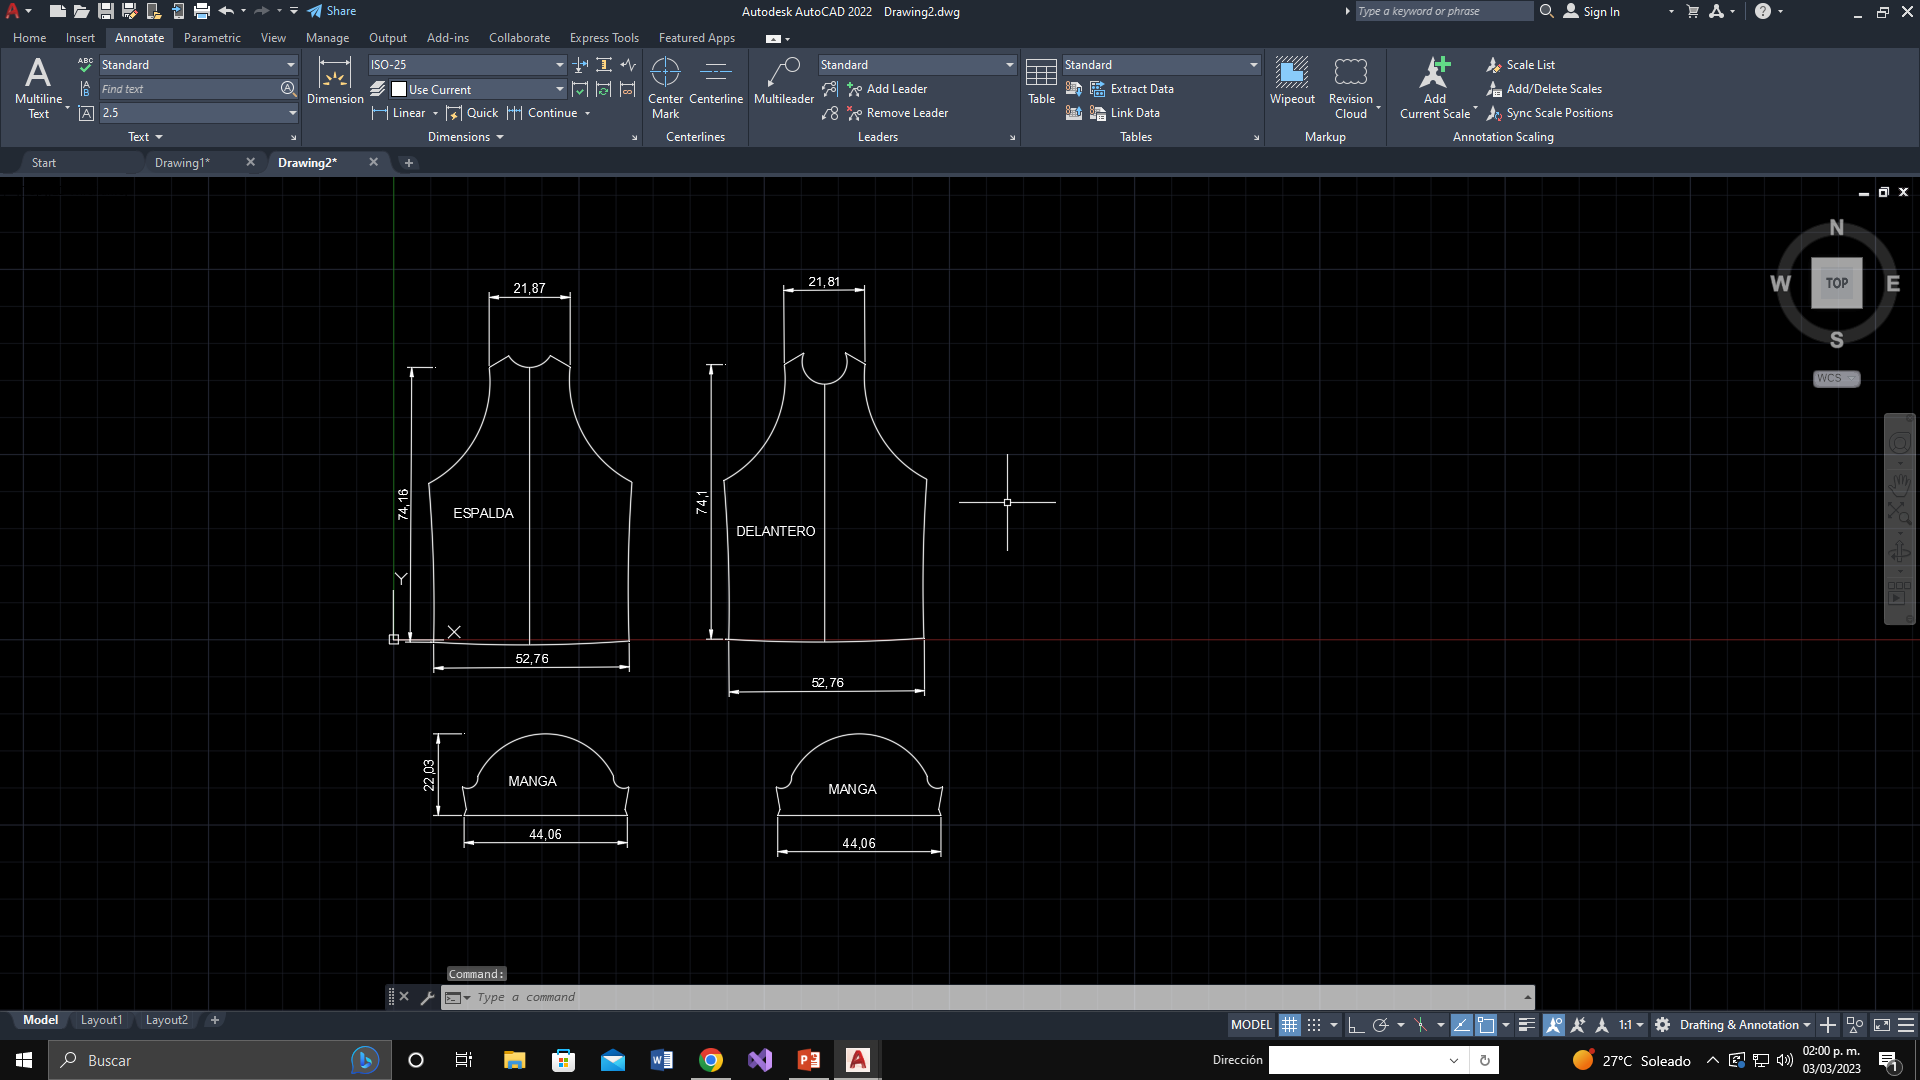 Share
Autodesk AutoCAD 2022 Drawing2.dwg
Type a keyword or phrase
Sign In
Home Insert Annotate Parametric View Manage Output Add-ins Collaborate Express Tools Featured Apps
Multiline Text
ABC
Standard
Find text
2.5
Text
Dimension
ISO-25
Use Current
Linear Quick Continue
Dimensions
Center Mark
Centerline
Centerlines
Multileader
Standard
Add Leader
Remove Leader
Leaders
Table
Standard
Extract Data
Link Data
Tables
Wipeout
Revision Cloud
Markup
Add Current Scale
Scale List
Add/Delete Scales
Sync Scale Positions
Annotation Scaling
Start Drawing1* Drawing2*
N
W TOP E
S
WCS
21,87
21,81
74,16
ESPALDA
74,1
DELANTERO
Y
X
52,76
52,76
22,03
MANGA
MANGA
44,06
44,06
Command:
Type a command
Model Layout1 Layout2
MODEL
1:1
Drafting & Annotation
Buscar
Dirección
27°C Soleado
02:00 p. m.
03/03/2023
1